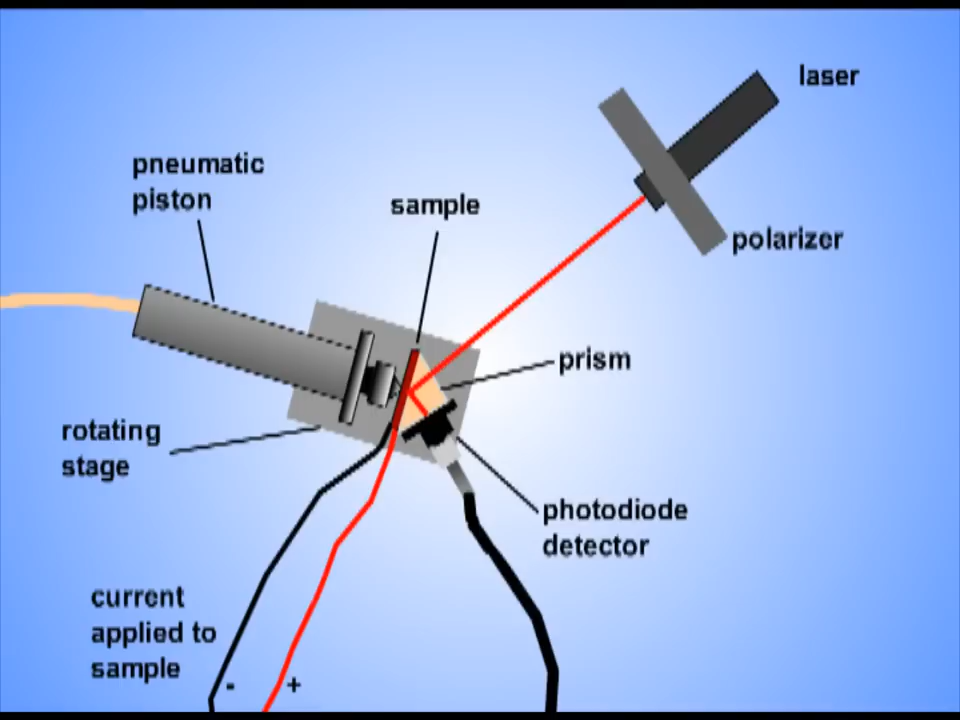 laser
pneumatic
piston
sample
polarizer
prism
rotating
stage
photodiode
detector
current
applied to
sample
- +